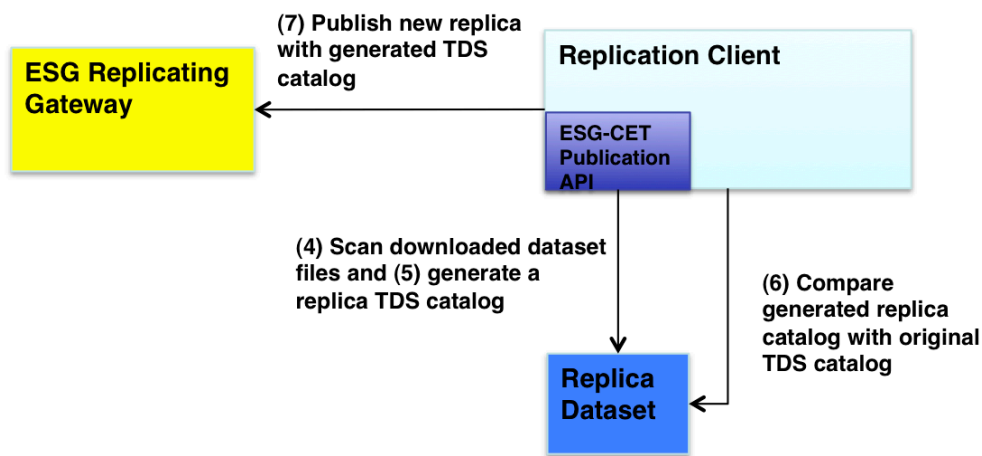 (7) Publish new replica
with generated TDS
catalog
ESG Replicating
Gateway
Replication Client
ESG-CET
Publication
API
(4) Scan downloaded dataset
files and (5) generate a
replica TDS catalog
(6) Compare
generated replica
catalog with original
TDS catalog
Replica
Dataset